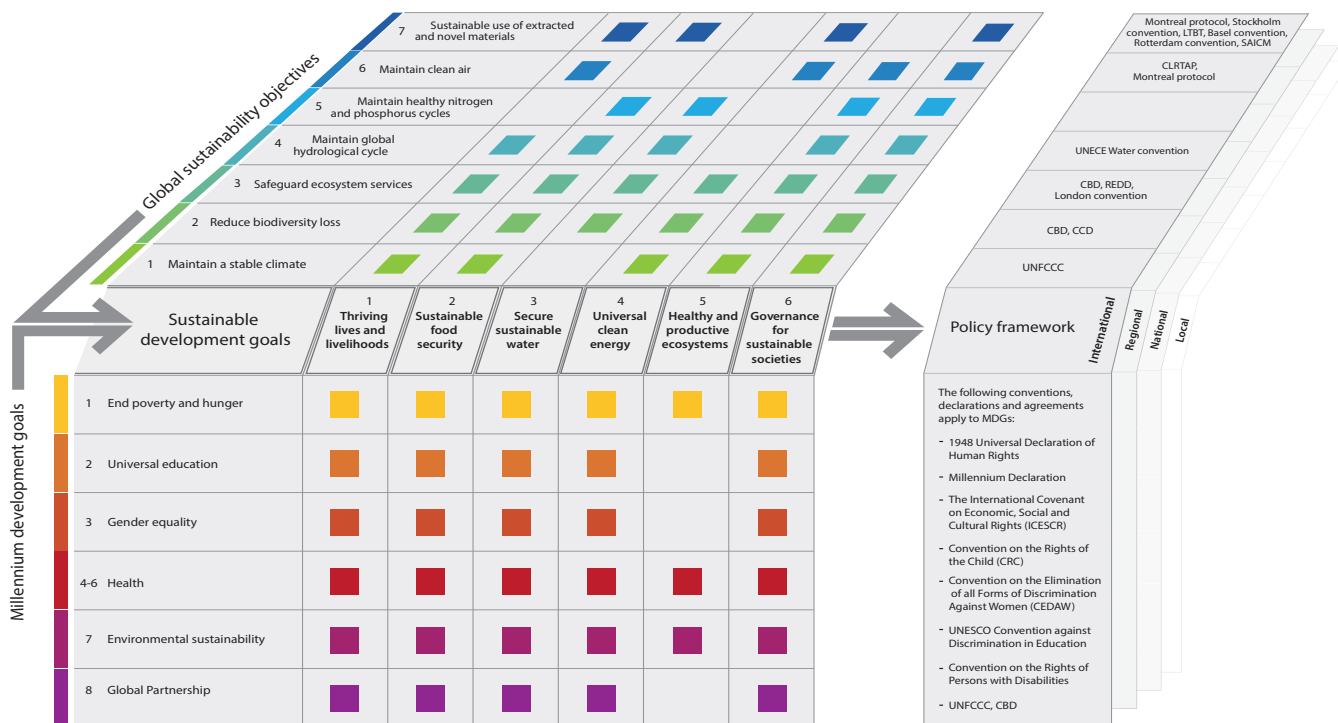 Global sustainability objectives
7 Sustainable use of extracted
and novel materials
6 Maintain clean air
5 Maintain healthy nitrogen
and phosphorus cycles
4 Maintain global
hydrological cycle
3 Safeguard ecosystem services
2 Reduce biodiversity loss
1 Maintain a stable climate
Sustainable
development goals
1
Thriving
lives and
livelihoods
2
Sustainable
food
security
3
Secure
sustainable
water
4
Universal
clean
energy
5
Healthy and
productive
ecosystems
6
Governance
for
sustainable
societies
Millennium development goals
1 End poverty and hunger
2 Universal education
3 Gender equality
4-6 Health
7 Environmental sustainability
8 Global Partnership
Montreal protocol, Stockholm
convention, LTBT, Basel convention,
Rotterdam convention, SAICM
CLRTAP,
Montreal protocol
UNECE Water convention
CBD, REDD,
London convention
CBD, CCD
UNFCCC
Policy framework
International
Regional
National
Local
The following conventions,
declarations and agreements
apply to MDGs:
- 1948 Universal Declaration of
Human Rights
- Millennium Declaration
- The International Covenant
on Economic, Social and
Cultural Rights (ICESCR)
- Convention on the Rights of
the Child (CRC)
- Convention on the Elimination
of all Forms of Discrimination
Against Women (CEDAW)
- UNESCO Convention against
Discrimination in Education
- Convention on the Rights of
Persons with Disabilities
- UNFCCC, CBD